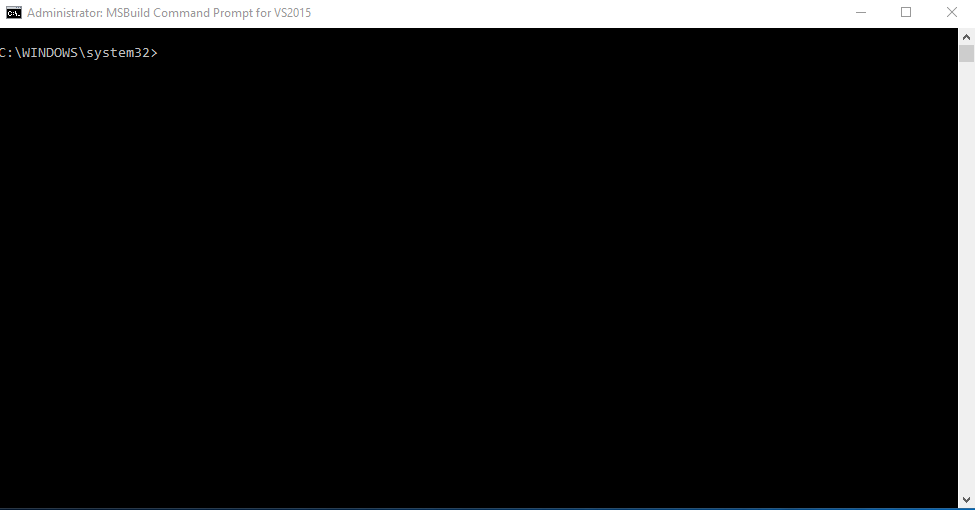 Administrator: MSBuild Command Prompt for VS2015
C:\WINDOWS\system32>